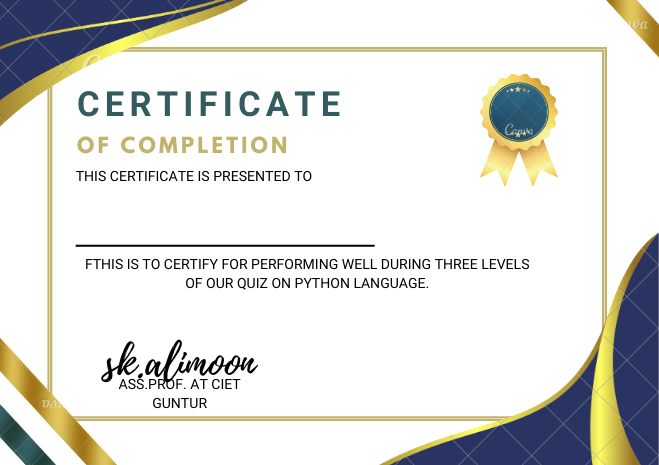 CERTIFICATE
OF COMPLETION
THIS CERTIFICATE IS PRESENTED TO
FTHIS IS TO CERTIFY FOR PERFORMING WELL DURING THREE LEVELS
OF OUR QUIZ ON PYTHON LANGUAGE.
sk.alimoon
ASS.PROF. AT CIET
GUNTUR
Canva